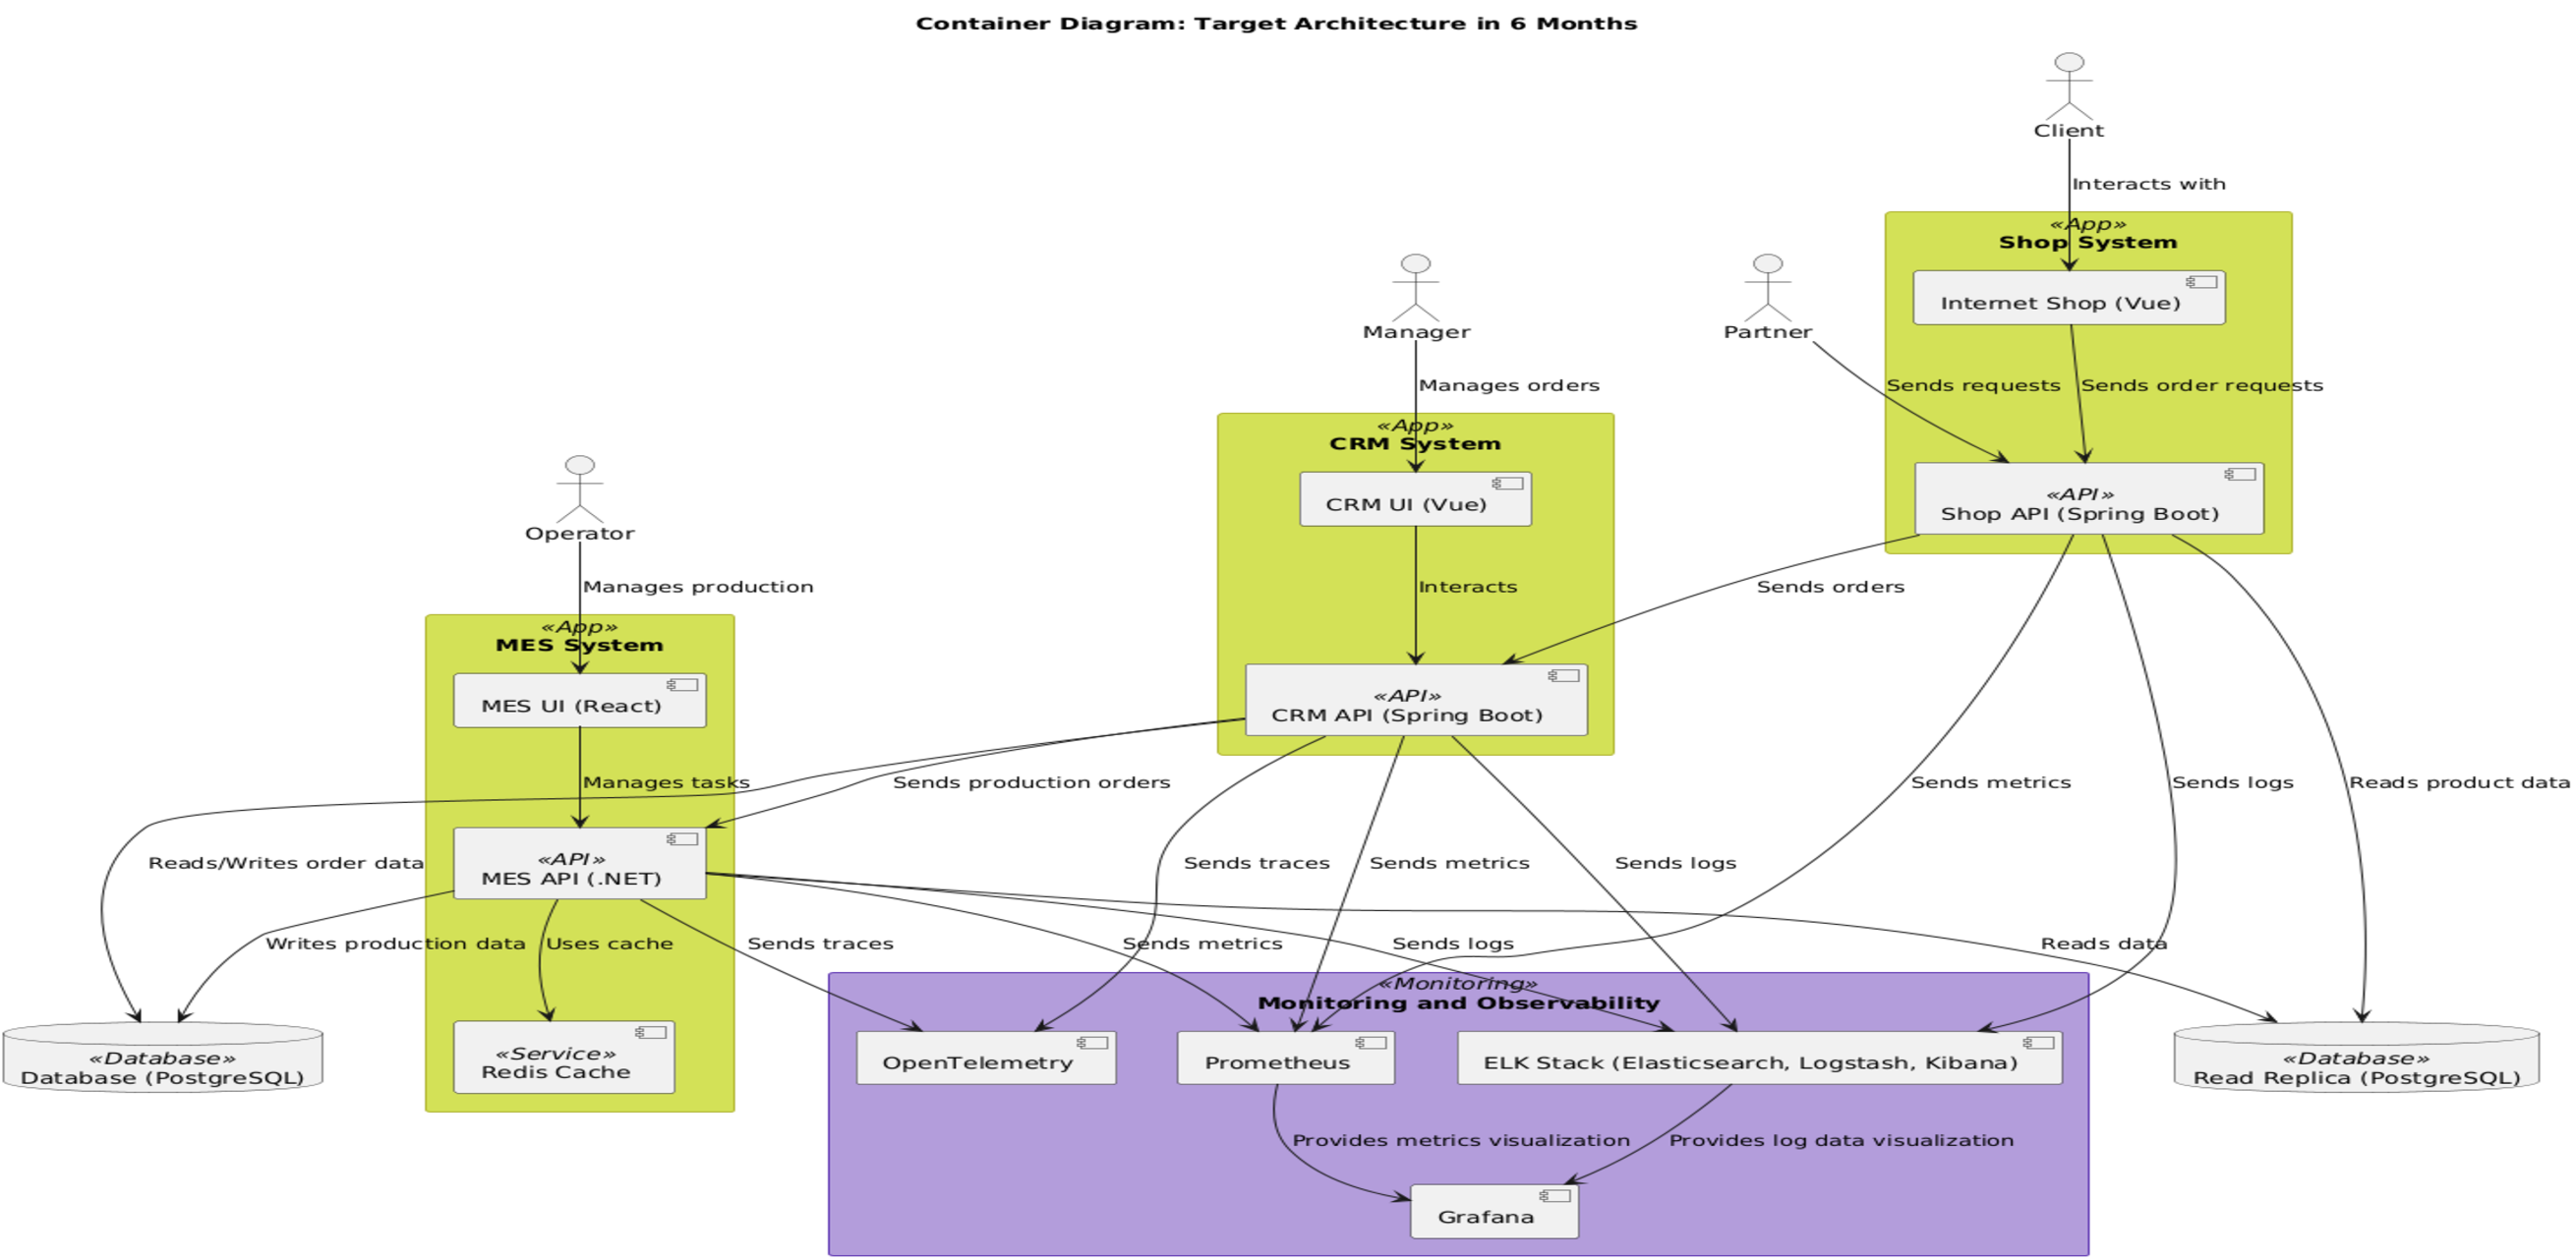 Container Diagram: Target Architecture in 6 Months
Client
Interacts with
«App»
Shop System
Internet Shop (Vue)
Manager
Partner
Manages orders
Sends requests
Sends order requests
«App»
CRM System
CRM UI (Vue)
«API»
Shop API (Spring Boot)
Operator
Manages production
Interacts
Sends orders
«App»
MES System
MES UI (React)
«API»
CRM API (Spring Boot)
Manages tasks
Sends production orders
Sends metrics
Sends logs
Reads product data
Reads/Writes order data
«API»
MES API (.NET)
Sends traces
Sends metrics
Sends logs
Writes production data
Uses cache
Sends traces
Sends metrics
Sends logs
Reads data
«Monitoring»
Monitoring and Observability
«Database»
Database (PostgreSQL)
«Service»
Redis Cache
OpenTelemetry
Prometheus
ELK Stack (Elasticsearch, Logstash, Kibana)
«Database»
Read Replica (PostgreSQL)
Provides metrics visualization
Provides log data visualization
Grafana